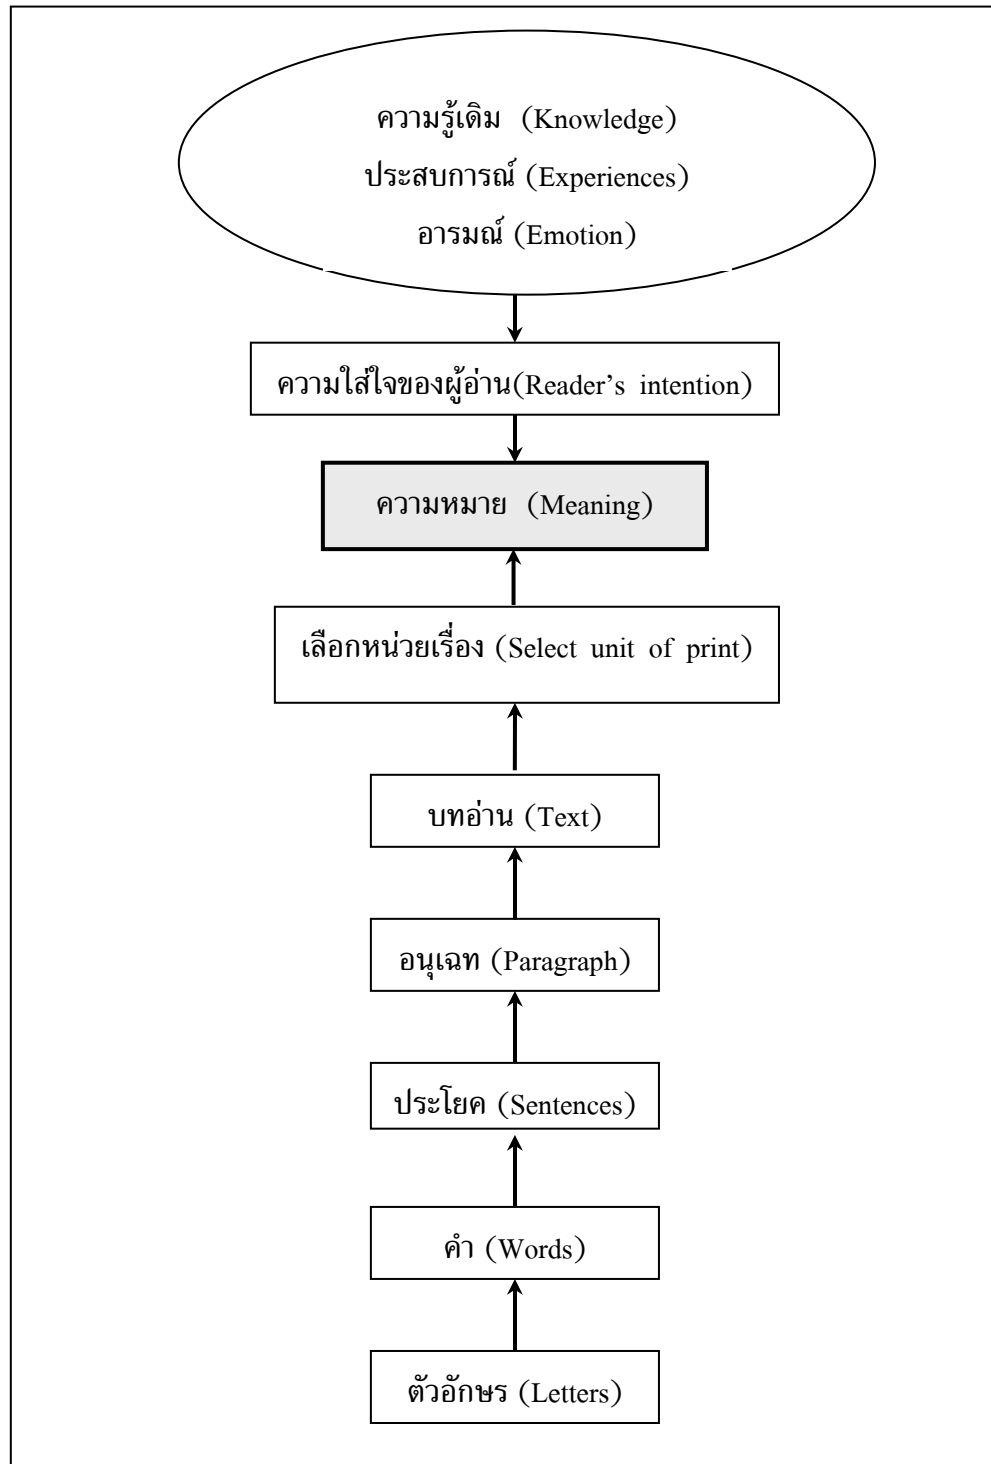 ความรู้เดิม (Knowledge)
ประสบการณ์ (Experiences)
อารมณ์ (Emotion)
ความใส่ใจของผู้อ่าน(Reader’s intention)
ความหมาย (Meaning)
เลือกหน่วยเรื่อง (Select unit of print)
บทอ่าน (Text)
อนุเฉท (Paragraph)
ประโยค (Sentences)
คำ (Words)
ตัวอักษร (Letters)